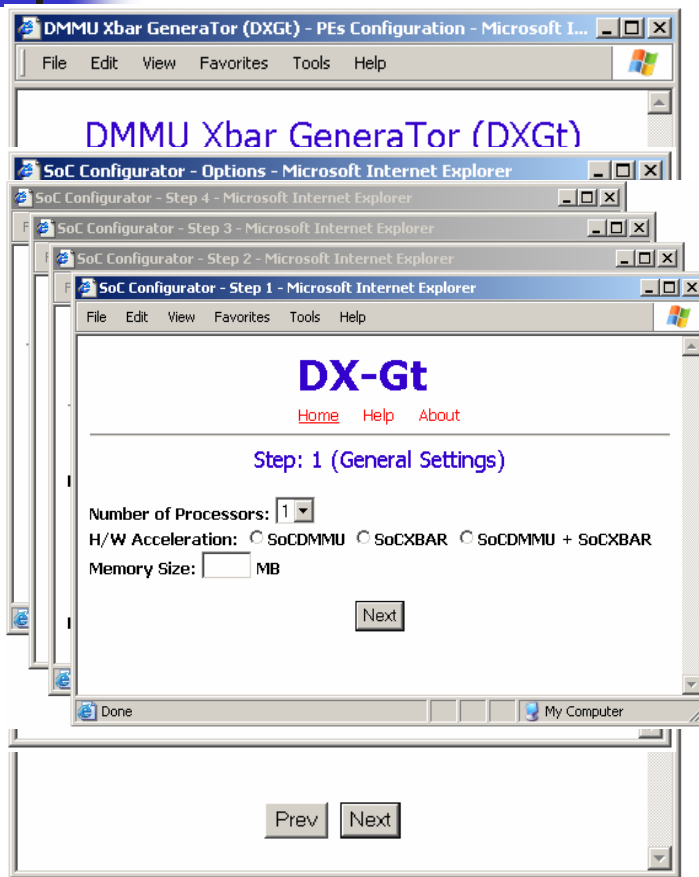 DMMU Xbar GeneraTor (DXGt) - PEs Configuration - Microsoft I...
File Edit View Favorites Tools Help
DMMU Xbar GeneraTor (DXGt)
SoC Configurator - Options - Microsoft Internet Explorer
SoC Configurator - Step 4 - Microsoft Internet Explorer
F SoC Configurator - Step 3 - Microsoft Internet Explorer
F SoC Configurator - Step 2 - Microsoft Internet Explorer
F SoC Configurator - Step 1 - Microsoft Internet Explorer
File Edit View Favorites Tools Help
DX-Gt
Home Help About
Step: 1 (General Settings)
Number of Processors: 1
H/W Acceleration: SoCDMMU SoCXBAR SoCDMMU + SoCXBAR
Memory Size: MB
Next
Done My Computer
Prev Next